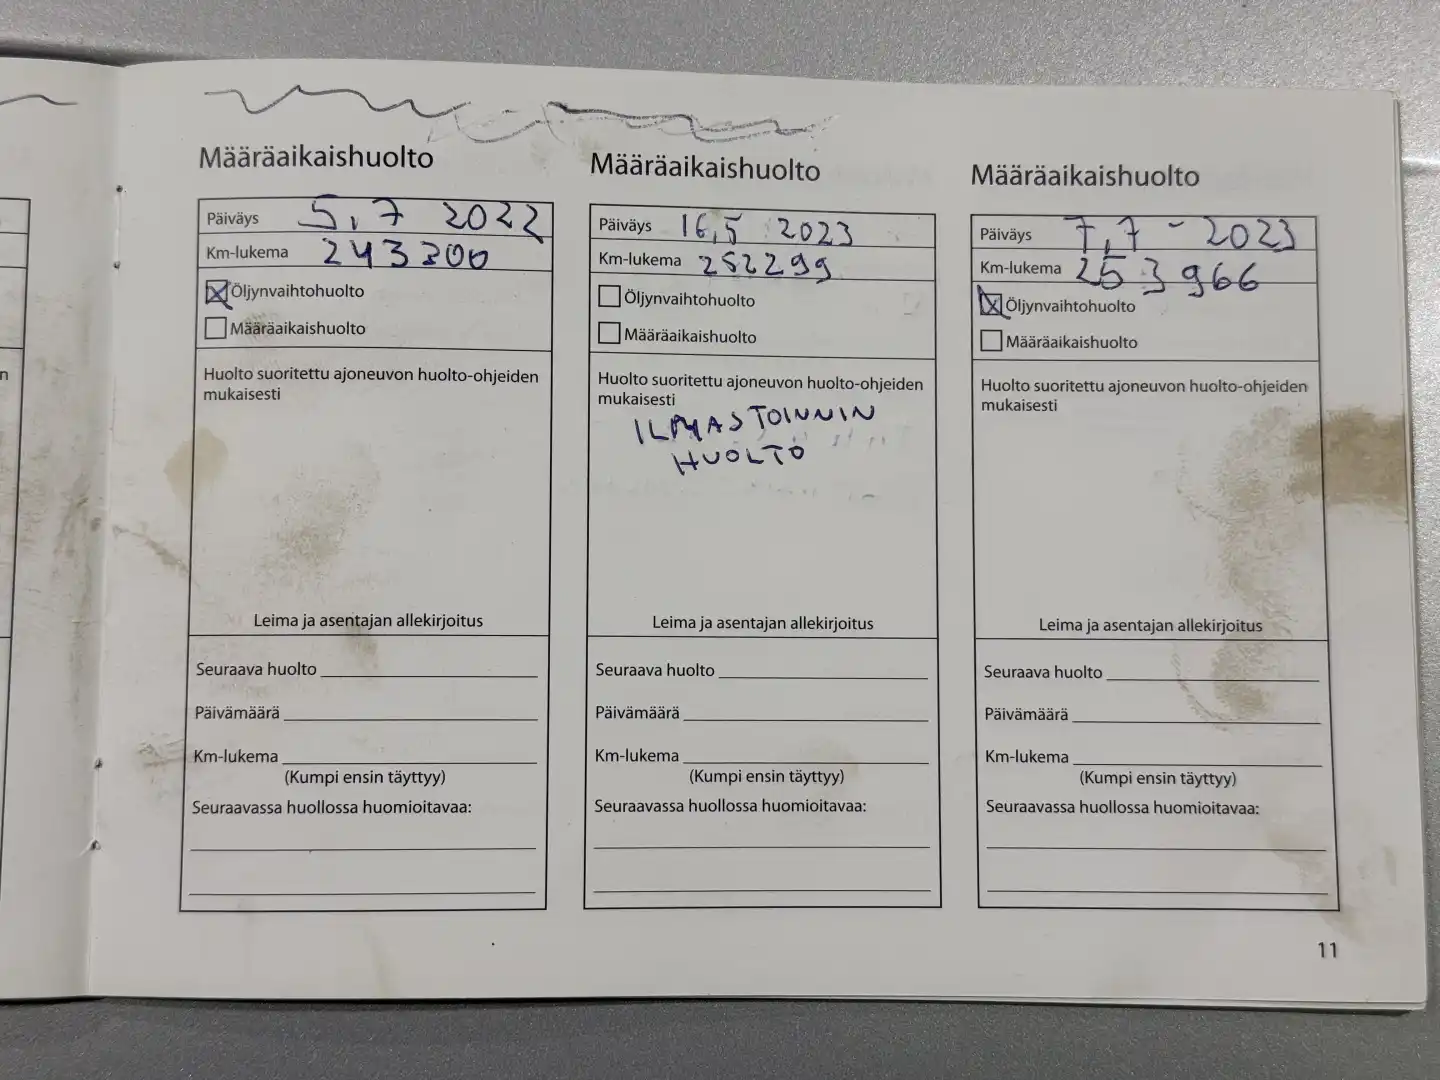 Määräaikaishuolto
Päiväys 5,7 2022
Km-lukema 243300
Öljynvaihtohuolto
Määräaikaishuolto
Huolto suoritettu ajoneuvon huolto-ohjeiden
mukaisesti
Leima ja asentajan allekirjoitus
Seuraava huolto
Päivämäärä
Km-lukema
(Kumpi ensin täyttyy)
Seuraavassa huollossa huomioitavaa:
Määräaikaishuolto
Päiväys 16,5 2023
Km-lukema 252299
Öljynvaihtohuolto
Määräaikaishuolto
Huolto suoritettu ajoneuvon huolto-ohjeiden
mukaisesti
ILMASTOINNIN
HUOLTO
Leima ja asentajan allekirjoitus
Seuraava huolto
Päivämäärä
Km-lukema
(Kumpi ensin täyttyy)
Seuraavassa huollossa huomioitavaa:
Määräaikaishuolto
Päiväys 7,7 - 2023
Km-lukema 253966
Öljynvaihtohuolto
Määräaikaishuolto
Huolto suoritettu ajoneuvon huolto-ohjeiden
mukaisesti
Leima ja asentajan allekirjoitus
Seuraava huolto
Päivämäärä
Km-lukema
(Kumpi ensin täyttyy)
Seuraavassa huollossa huomioitavaa:
11